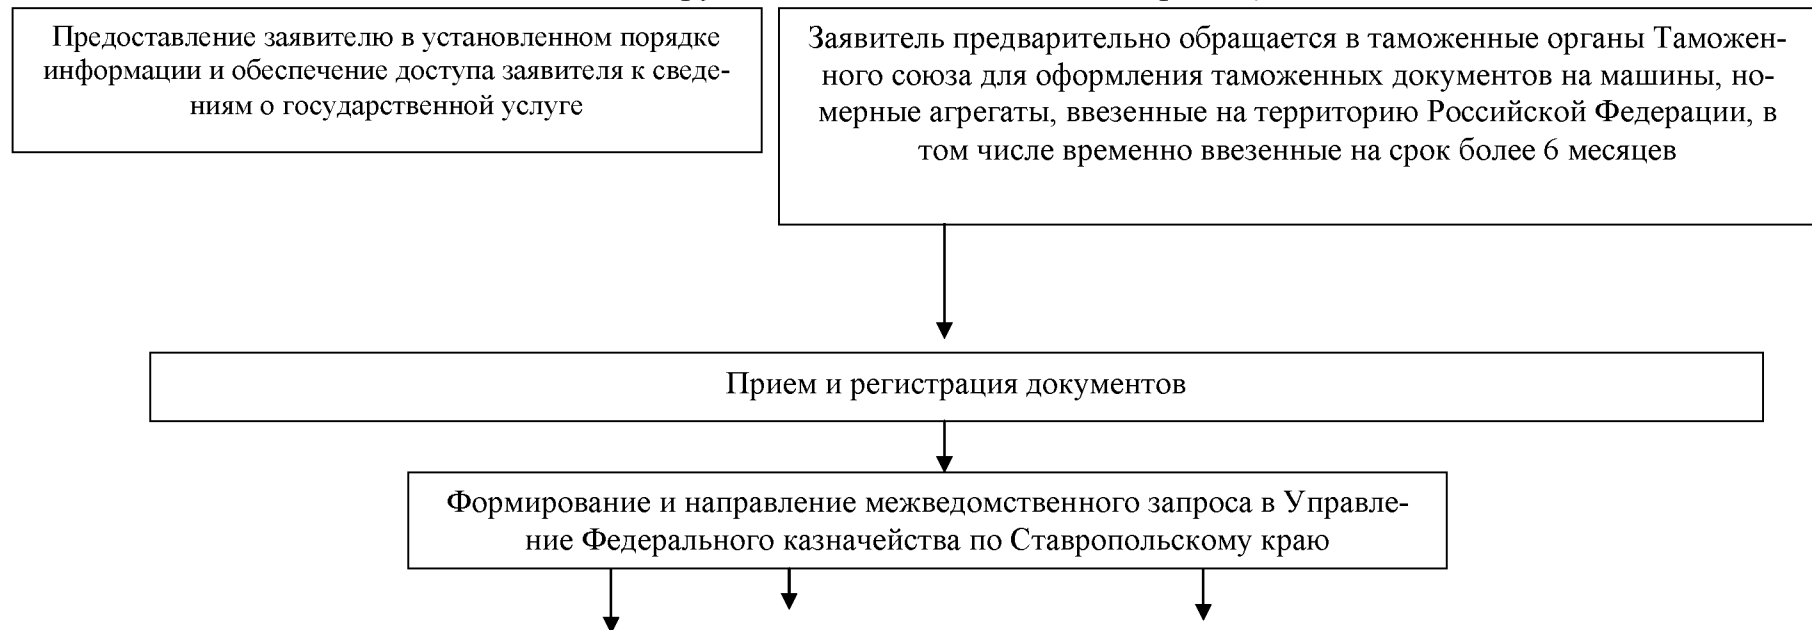 Предоставление заявителю в установленном порядке
информации и обеспечение доступа заявителя к сведе-
ниям о государственной услуге
Заявитель предварительно обращается в таможенные органы Таможен-
ного союза для оформления таможенных документов на машины, но-
мерные агрегаты, ввезенные на территорию Российской Федерации, в
том числе временно ввезенные на срок более 6 месяцев
Прием и регистрация документов
Формирование и направление межведомственного запроса в Управле-
ние Федерального казначейства по Ставропольскому краю